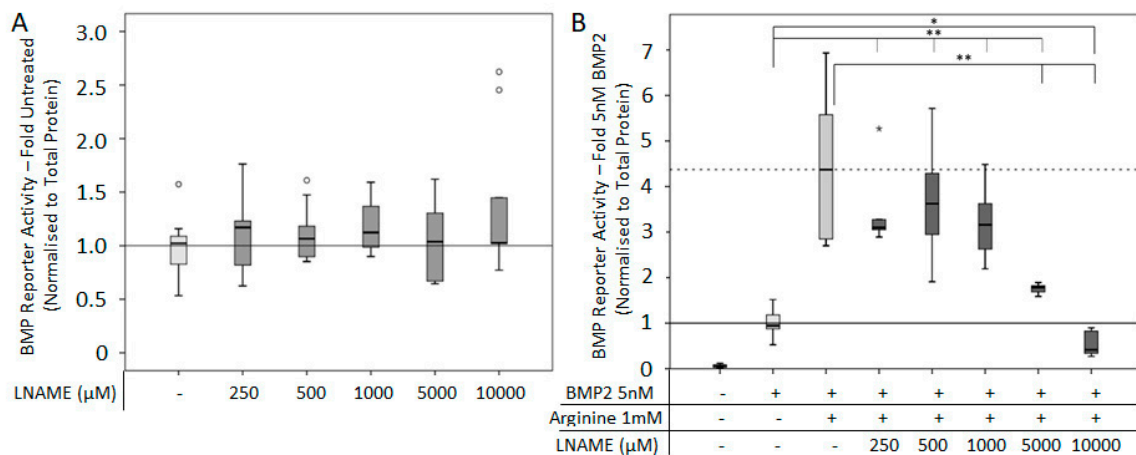 A
BMP Reporter Activity – Fold Untreated
(Normalised to Total Protein)
3.0
2.5
2.0
1.5
1.0
0.5
0
LNAME (µM) - 250 500 1000 5000 10000
B
BMP Reporter Activity – Fold 5nM BMP2
(Normalised to Total Protein)
7
6
5
4
3
2
1
0
*
**
**
*
BMP2 5nM - + + + + + + +
Arginine 1mM - - + + + + + +
LNAME (µM) - - - 250 500 1000 5000 10000